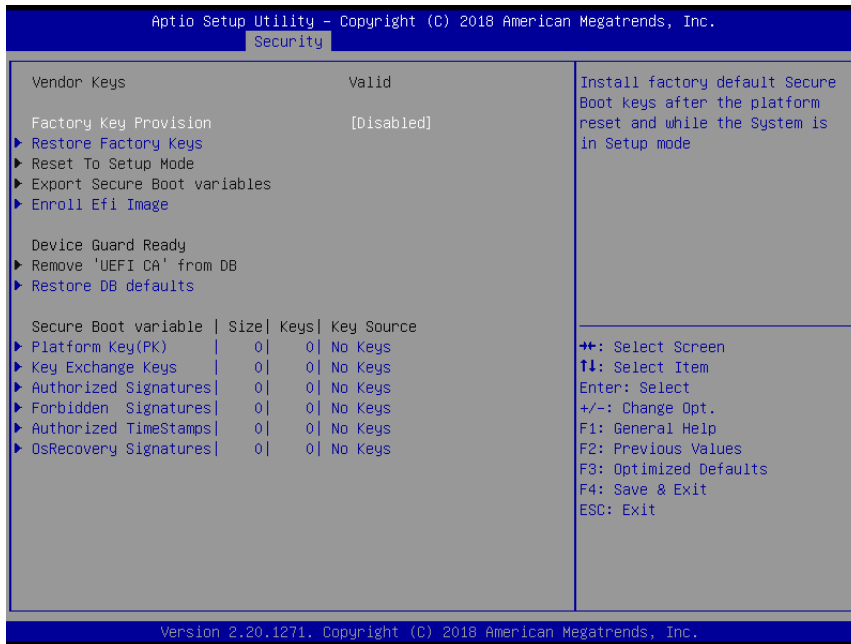 Aptio Setup Utility – Copyright (C) 2018 American Megatrends, Inc.
Security
Vendor Keys Valid
Factory Key Provision [Disabled]
▶ Restore Factory Keys
▶ Reset To Setup Mode
▶ Export Secure Boot variables
▶ Enroll Efi Image
Device Guard Ready
▶ Remove 'UEFI CA' from DB
▶ Restore DB defaults
Secure Boot variable | Size| Keys| Key Source
▶ Platform Key(PK) | 0| 0| No Keys
▶ Key Exchange Keys | 0| 0| No Keys
▶ Authorized Signatures| 0| 0| No Keys
▶ Forbidden Signatures| 0| 0| No Keys
▶ Authorized TimeStamps| 0| 0| No Keys
▶ OsRecovery Signatures| 0| 0| No Keys
Install factory default Secure
Boot keys after the platform
reset and while the System is
in Setup mode
→←: Select Screen
↑↓: Select Item
Enter: Select
+/-: Change Opt.
F1: General Help
F2: Previous Values
F3: Optimized Defaults
F4: Save & Exit
ESC: Exit
Version 2.20.1271. Copyright (C) 2018 American Megatrends, Inc.